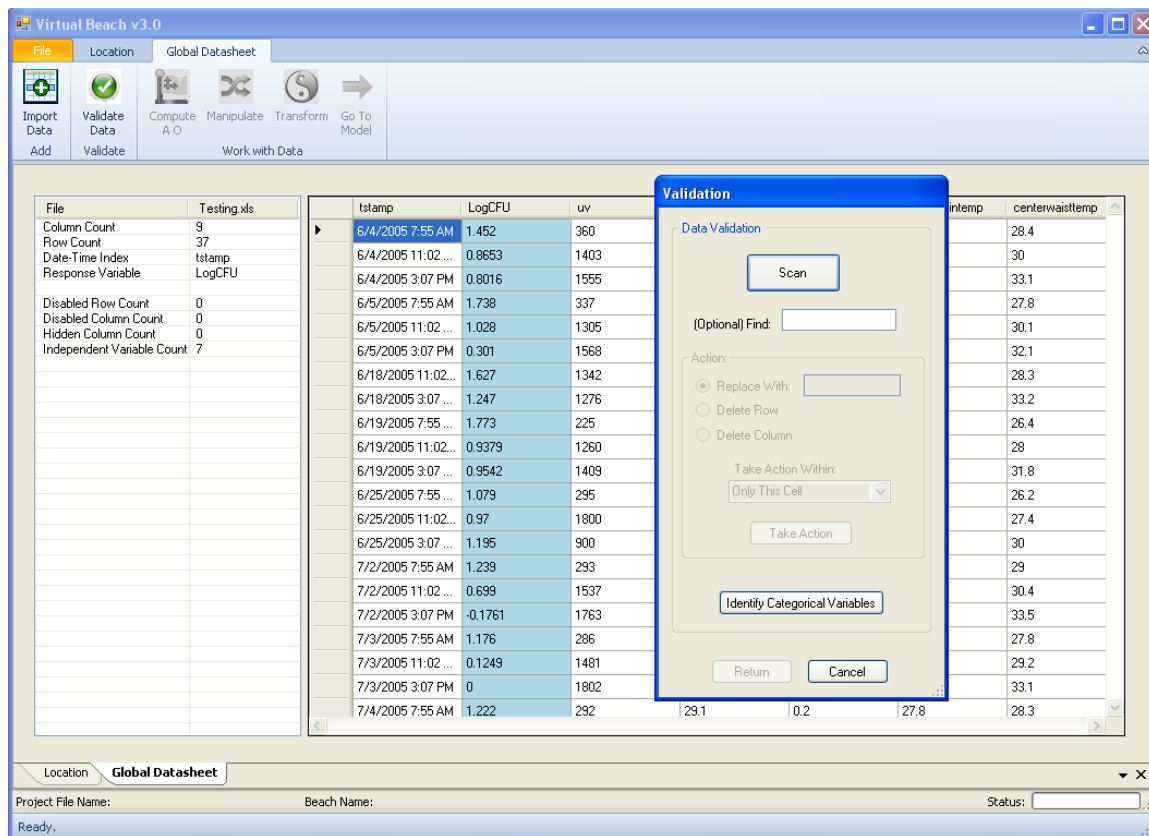 Virtual Beach v3.0
File Location Global Datasheet
Import Data
Validate Data
Compute A O
Manipulate
Transform
Go To Model
Add Validate Work with Data
File Testing.xls
Column Count 9
Row Count 37
Date-Time Index tstamp
Response Variable LogCFU
Disabled Row Count 0
Disabled Column Count 0
Hidden Column Count 0
Independent Variable Count 7
tstamp LogCFU uv intemp centerwaisttemp
6/4/2005 7:55 AM 1.452 360 28.4
6/4/2005 11:02 ... 0.8653 1403 30
6/4/2005 3:07 PM 0.8016 1555 33.1
6/5/2005 7:55 AM 1.738 337 27.8
6/5/2005 11:02 ... 1.028 1305 30.1
6/5/2005 3:07 PM 0.301 1568 32.1
6/18/2005 11:02... 1.627 1342 28.3
6/18/2005 3:07 ... 1.247 1276 33.2
6/19/2005 7:55 ... 1.773 225 26.4
6/19/2005 11:02... 0.9379 1260 28
6/19/2005 3:07 ... 0.9542 1409 31.8
6/25/2005 7:55 ... 1.079 295 26.2
6/25/2005 11:02... 0.97 1800 27.4
6/25/2005 3:07 ... 1.195 900 30
7/2/2005 7:55 AM 1.239 293 29
7/2/2005 11:02 ... 0.699 1537 30.4
7/2/2005 3:07 PM -0.1761 1763 33.5
7/3/2005 7:55 AM 1.176 286 27.8
7/3/2005 11:02 ... 0.1249 1481 29.2
7/3/2005 3:07 PM 0 1802 33.1
7/4/2005 7:55 AM 1.222 292 29.1 0.2 27.8 28.3
Validation
Data Validation
Scan
(Optional) Find:
Action:
Replace With:
Delete Row
Delete Column
Take Action Within:
Only This Cell
Take Action
Identify Categorical Variables
Return Cancel
Location Global Datasheet
Project File Name: Beach Name: Status:
Ready.